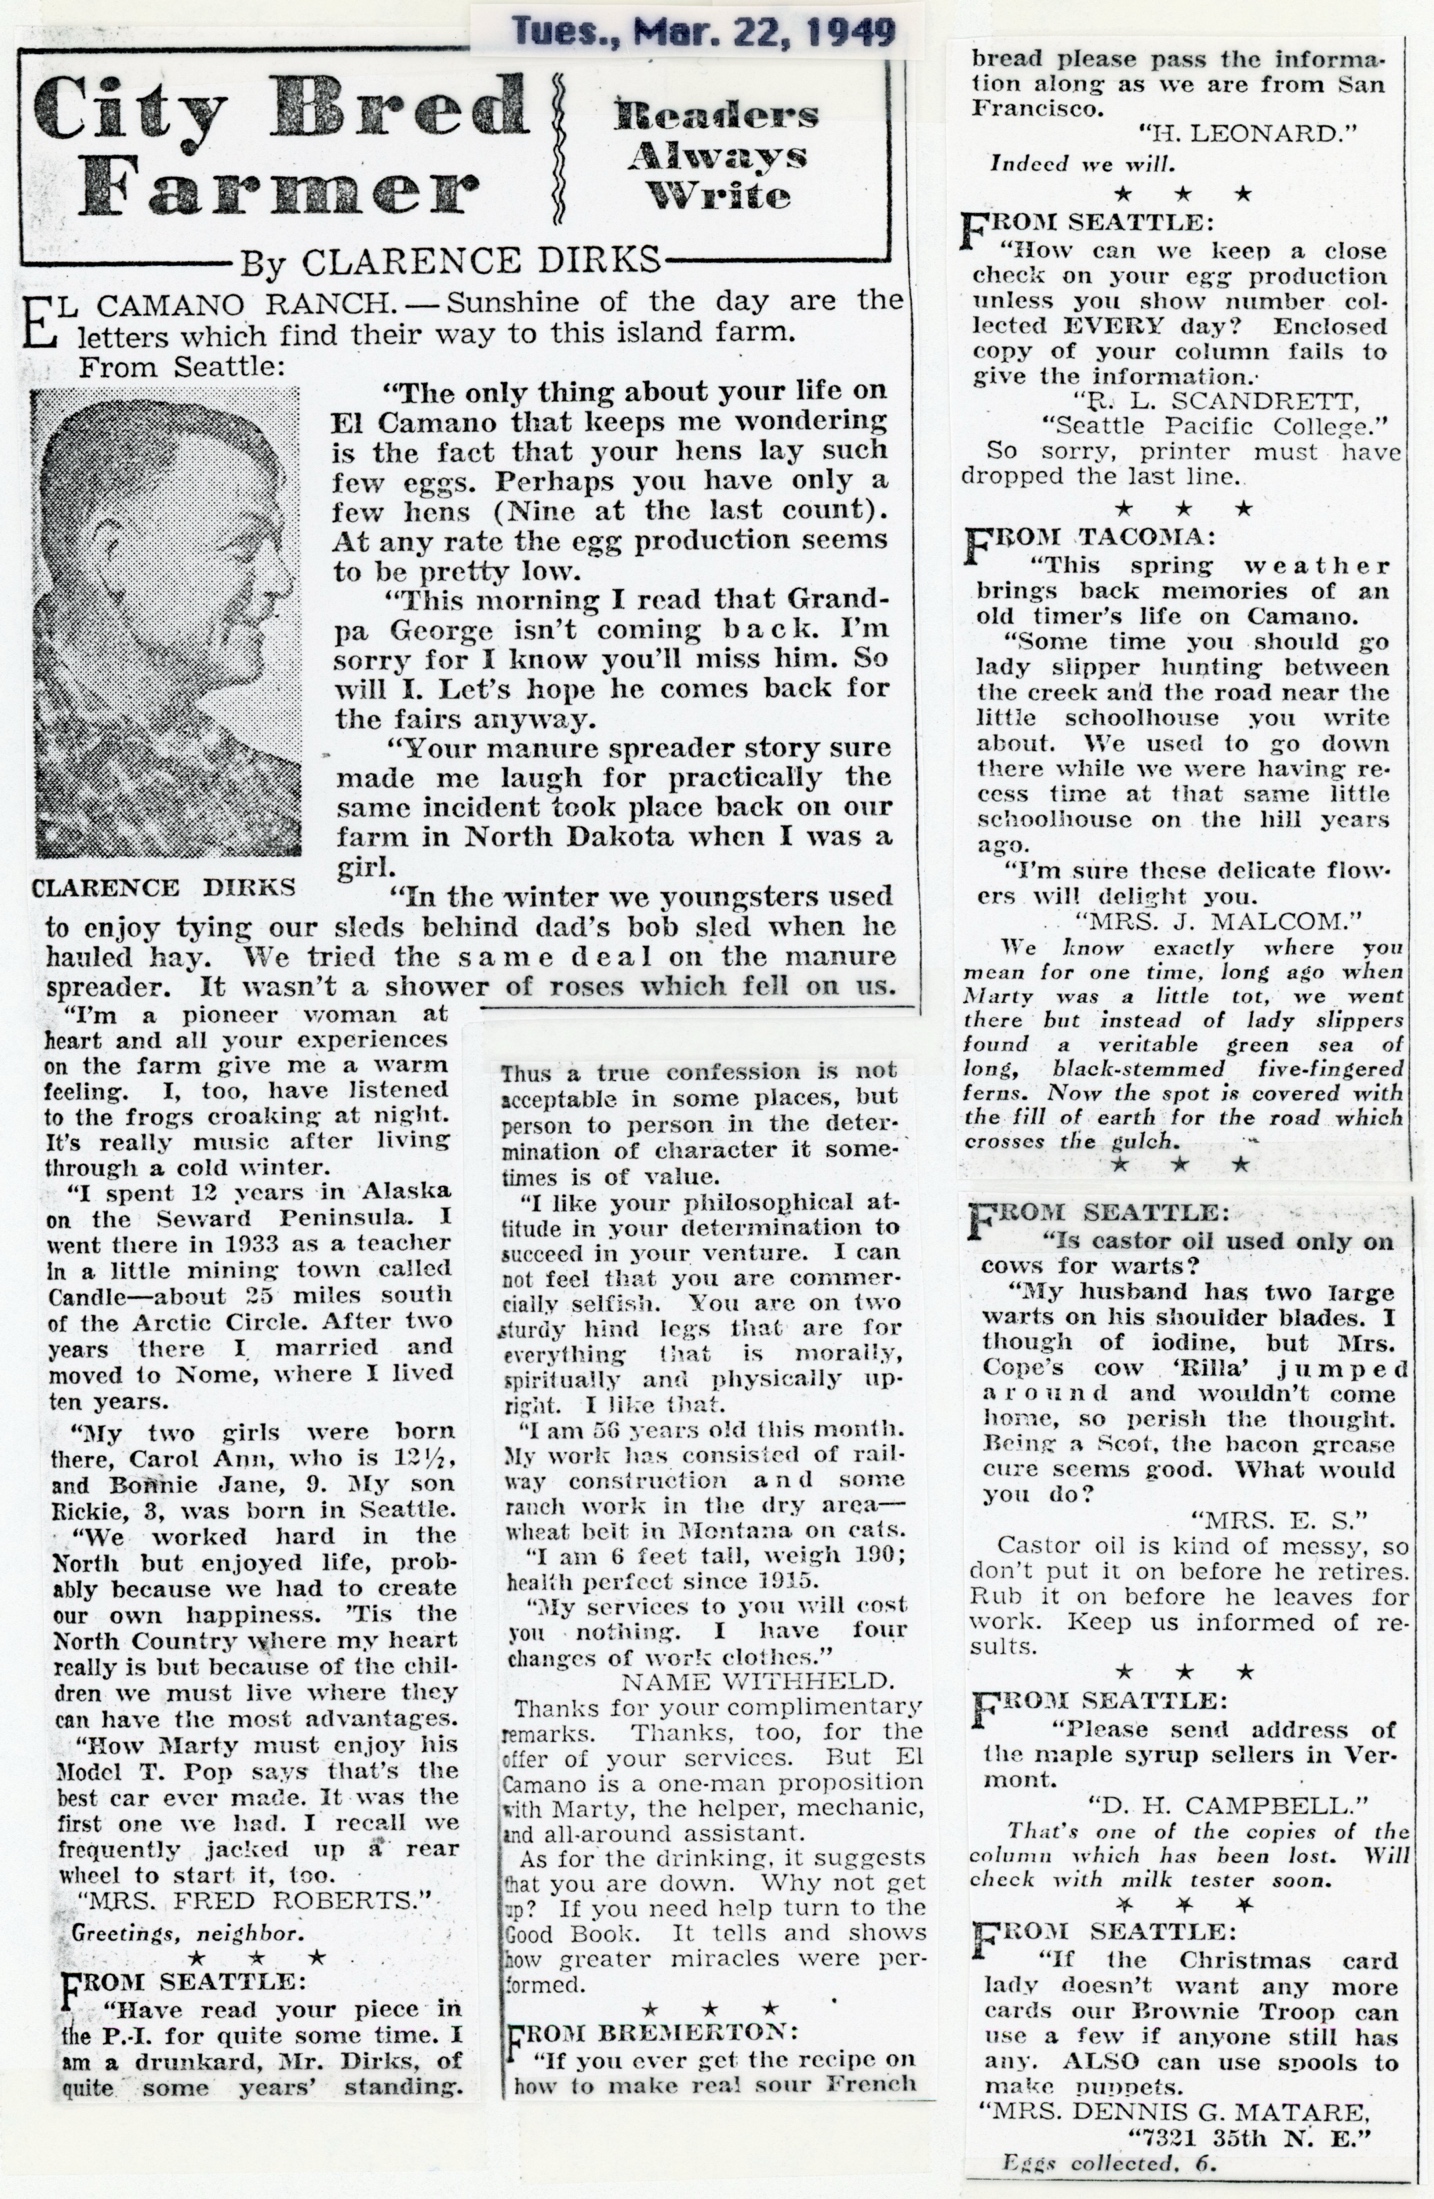 Tues., Mar. 22, 1949
City Bred
Farmer
Readers
Always
Write
By CLARENCE DIRKS
EL CAMANO RANCH. — Sunshine of the day are the
letters which find their way to this island farm.
From Seattle:
"The only thing about your life on
El Camano that keeps me wondering
is the fact that your hens lay such
few eggs. Perhaps you have only a
few hens (Nine at the last count).
At any rate the egg production seems
to be pretty low.
"This morning I read that Grand-
pa George isn't coming back. I'm
sorry for I know you'll miss him. So
will I. Let's hope he comes back for
the fairs anyway.
"Your manure spreader story sure
made me laugh for practically the
same incident took place back on our
farm in North Dakota when I was a
girl.
CLARENCE DIRKS
"In the winter we youngsters used
to enjoy tying our sleds behind dad's bob sled when he
hauled hay. We tried the same deal on the manure
spreader. It wasn't a shower of roses which fell on us.
"I'm a pioneer woman at
heart and all your experiences
on the farm give me a warm
feeling. I, too, have listened
to the frogs croaking at night.
It's really music after living
through a cold winter.
"I spent 12 years in Alaska
on the Seward Peninsula. I
went there in 1933 as a teacher
in a little mining town called
Candle—about 25 miles south
of the Arctic Circle. After two
years there I married and
moved to Nome, where I lived
ten years.
"My two girls were born
there, Carol Ann, who is 12½,
and Bonnie Jane, 9. My son
Rickie, 3, was born in Seattle.
"We worked hard in the
North but enjoyed life, prob-
ably because we had to create
our own happiness. 'Tis the
North Country where my heart
really is but because of the chil-
dren we must live where they
can have the most advantages.
"How Marty must enjoy his
Model T. Pop says that's the
best car ever made. It was the
first one we had. I recall we
frequently jacked up a rear
wheel to start it, too.
"MRS. FRED ROBERTS."
Greetings, neighbor.
★ ★ ★
FROM SEATTLE:
"Have read your piece in
the P.-I. for quite some time. I
am a drunkard, Mr. Dirks, of
quite some years' standing.
Thus a true confession is not
acceptable in some places, but
person to person in the deter-
mination of character it some-
times is of value.
"I like your philosophical at-
titude in your determination to
succeed in your venture. I can
not feel that you are commer-
cially selfish. You are on two
sturdy hind legs that are for
everything that is morally,
spiritually and physically up-
right. I like that.
"I am 56 years old this month.
My work has consisted of rail-
way construction and some
ranch work in the dry area—
wheat belt in Montana on cats.
"I am 6 feet tall, weigh 190;
health perfect since 1915.
"My services to you will cost
you nothing. I have four
changes of work clothes."
NAME WITHHELD.
Thanks for your complimentary
remarks. Thanks, too, for the
offer of your services. But El
Camano is a one-man proposition
with Marty, the helper, mechanic,
and all-around assistant.
As for the drinking, it suggests
that you are down. Why not get
up? If you need help turn to the
Good Book. It tells and shows
how greater miracles were per-
formed.
★ ★ ★
FROM BREMERTON:
"If you ever get the recipe on
how to make real sour French
bread please pass the informa-
tion along as we are from San
Francisco.
"H. LEONARD."
Indeed we will.
★ ★ ★
FROM SEATTLE:
"How can we keep a close
check on your egg production
unless you show number col-
lected EVERY day? Enclosed
copy of your column fails to
give the information.
"R. L. SCANDRETT,
"Seattle Pacific College."
So sorry, printer must have
dropped the last line.
★ ★ ★
FROM TACOMA:
"This spring weather
brings back memories of an
old timer's life on Camano.
"Some time you should go
lady slipper hunting between
the creek and the road near the
little schoolhouse you write
about. We used to go down
there while we were having re-
cess time at that same little
schoolhouse on the hill years
ago.
"I'm sure these delicate flow-
ers will delight you.
"MRS. J. MALCOM."
We know exactly where you
mean for one time, long ago when
Marty was a little tot, we went
there but instead of lady slippers
found a veritable green sea of
long, black-stemmed five-fingered
ferns. Now the spot is covered with
the fill of earth for the road which
crosses the gulch.
★ ★ ★
FROM SEATTLE:
"Is castor oil used only on
cows for warts?
"My husband has two large
warts on his shoulder blades. I
though of iodine, but Mrs.
Cope's cow 'Rilla' jumped
around and wouldn't come
home, so perish the thought.
Being a Scot, the bacon grease
cure seems good. What would
you do?
"MRS. E. S."
Castor oil is kind of messy, so
don't put it on before he retires.
Rub it on before he leaves for
work. Keep us informed of re-
sults.
★ ★ ★
FROM SEATTLE:
"Please send address of
the maple syrup sellers in Ver-
mont.
"D. H. CAMPBELL."
That's one of the copies of the
column which has been lost. Will
check with milk tester soon.
★ ★ ★
FROM SEATTLE:
"If the Christmas card
lady doesn't want any more
cards our Brownie Troop can
use a few if anyone still has
any. ALSO can use spools to
make puppets.
"MRS. DENNIS G. MATARE,
"7321 35th N. E."
Eggs collected, 6.